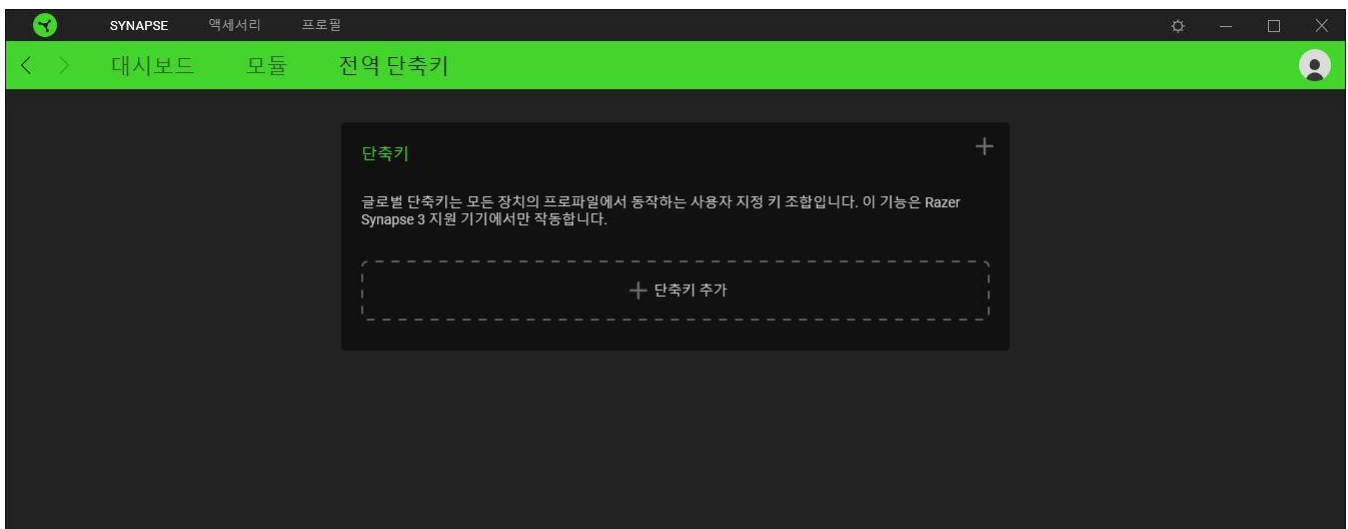 SYNAPSE 액세서리 프로필
대시보드 모듈 전역 단축키
단축키
글로벌 단축키는 모든 장치의 프로파일에서 동작하는 사용자 지정 키 조합입니다. 이 기능은 Razer
Synapse 3 지원 기기에서만 작동합니다.
단축키 추가